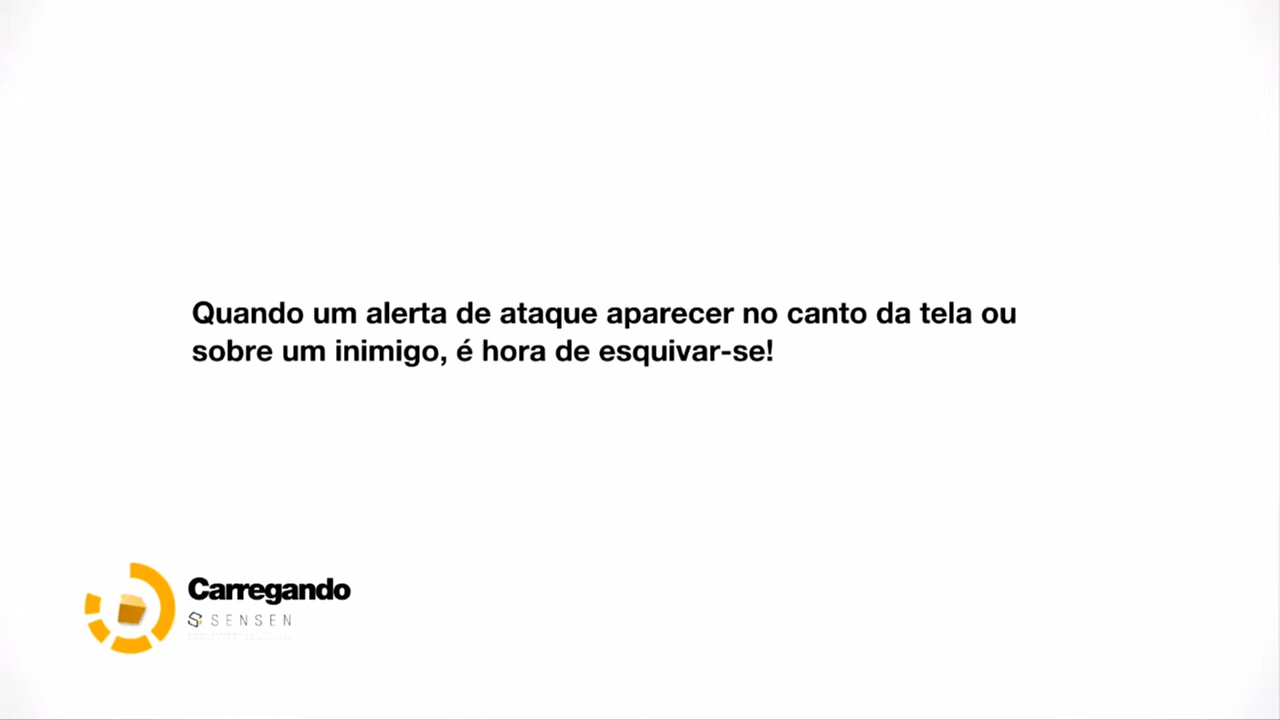 Quando um alerta de ataque aparecer no canto da tela ou
sobre um inimigo, é hora de esquivar-se!
Carregando
SENSEN